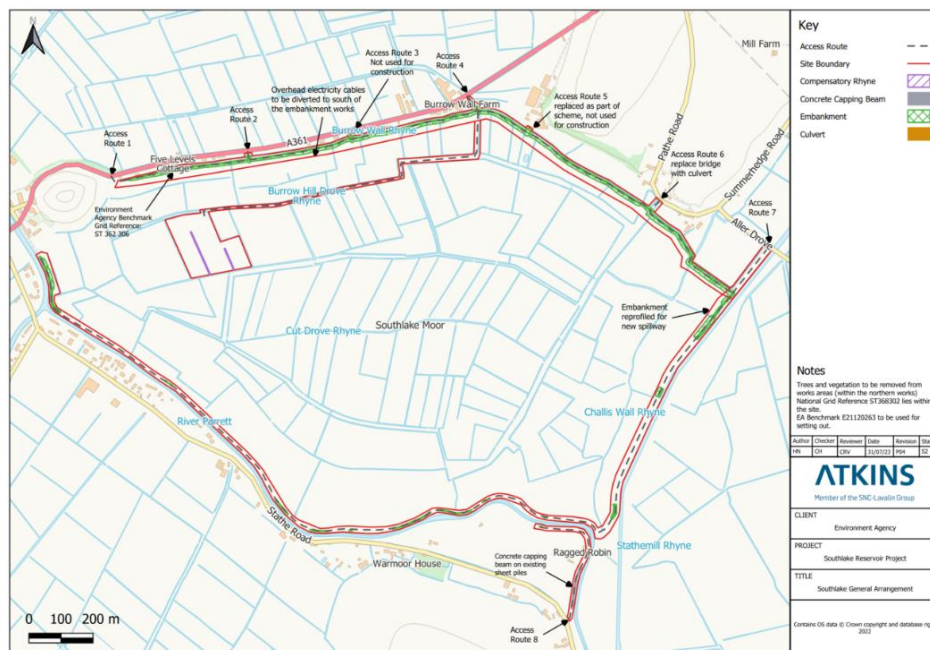 N
Access
Route 1
Five Levels
Cottage
Environment
Agency Benchmark
Grid Reference:
ST 362 306
Access
Route 2
A361
Overhead electricity cables
to be diverted to south of
the embankment works
Access Route 3
Not used for
construction
Access
Route 4
Burrow Wall Farm
Burrow Wall Rhyne
Burrow Hill Drove
Rhyne
Access Route 5
replaced as part of
scheme, not used
for construction
Mill Farm
Pathe Road
Summerhedge Road
Access Route 6
replace bridge
with culvert
Access
Route 7
Aller Drove
Embankment
reprofiled for
new spillway
Cut Drove Rhyne
Southlake Moor
Challis Wall Rhyne
River Parrett
Stathe Road
Warmoor House
Concrete capping
beam on existing
sheet piles
Ragged Robin
Stathemill Rhyne
Access
Route 8
0 100 200 m
Key
Access Route
Site Boundary
Compensatory Rhyne
Concrete Capping Beam
Embankment
Culvert
Notes
Trees and vegetation to be removed from
works areas (within the northern works)
National Grid Reference ST368302 lies within
the site.
EA Benchmark E21120263 to be used for
setting out.
Author Checker Reviewer Date Revision
HN CH CRV 31/07/23 P04 S2
ATKINS
Member of the SNC-Lavalin Group
CLIENT
Environment Agency
PROJECT
Southlake Reservoir Project
TITLE
Southlake General Arrangement
Contains OS data © Crown copyright and database
2022